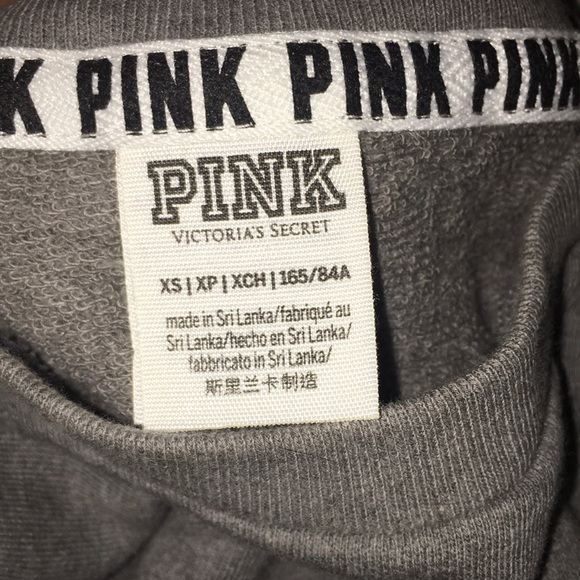 K PINK PINK PINK
PINK
VICTORIA'S SECRET
XS | XP | XCH | 165/84A
made in Sri Lanka/fabriqué au
Sri Lanka/hecho en Sri Lanka/
fabbricato in Sri Lanka/
斯里兰卡制造